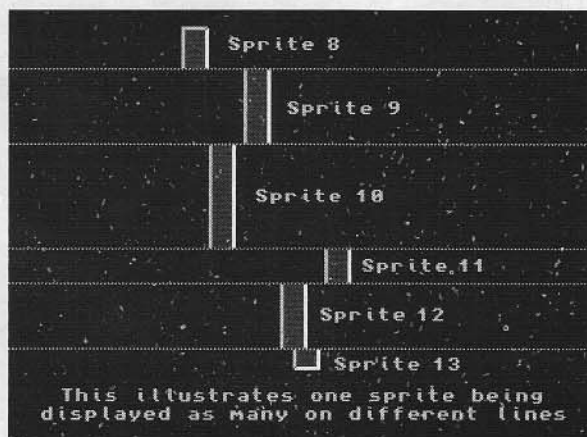 Sprite 8
Sprite 9
Sprite 10
Sprite 11
Sprite 12
Sprite 13
This illustrates one sprite being
displayed as many on different lines